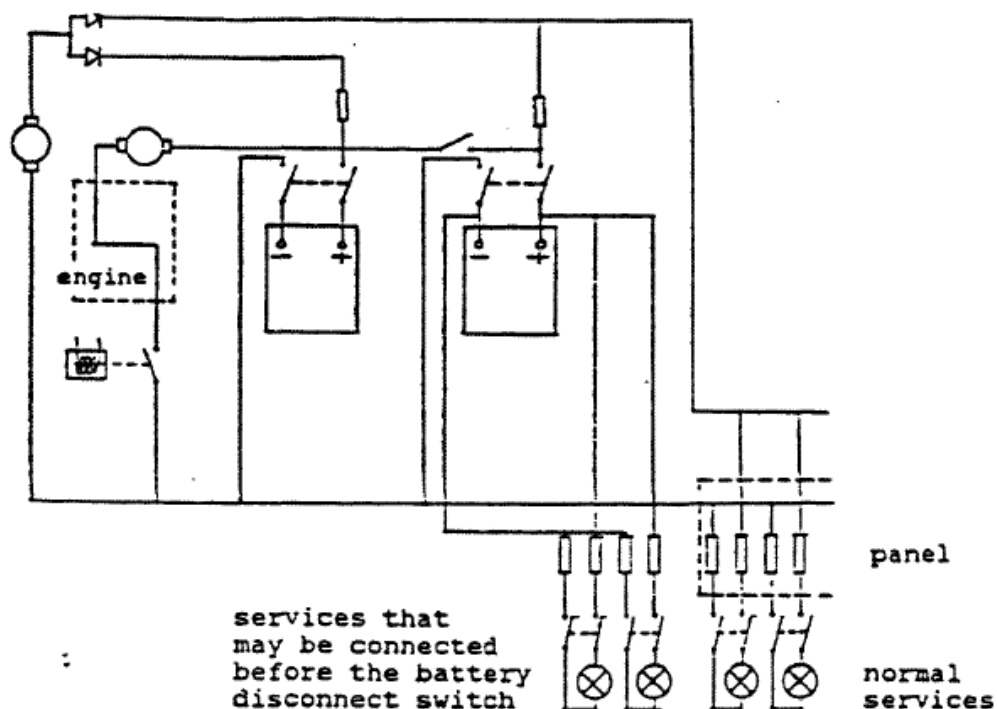 engine
- +
- +
panel
services that
may be connected
before the battery
disconnect switch
normal
services